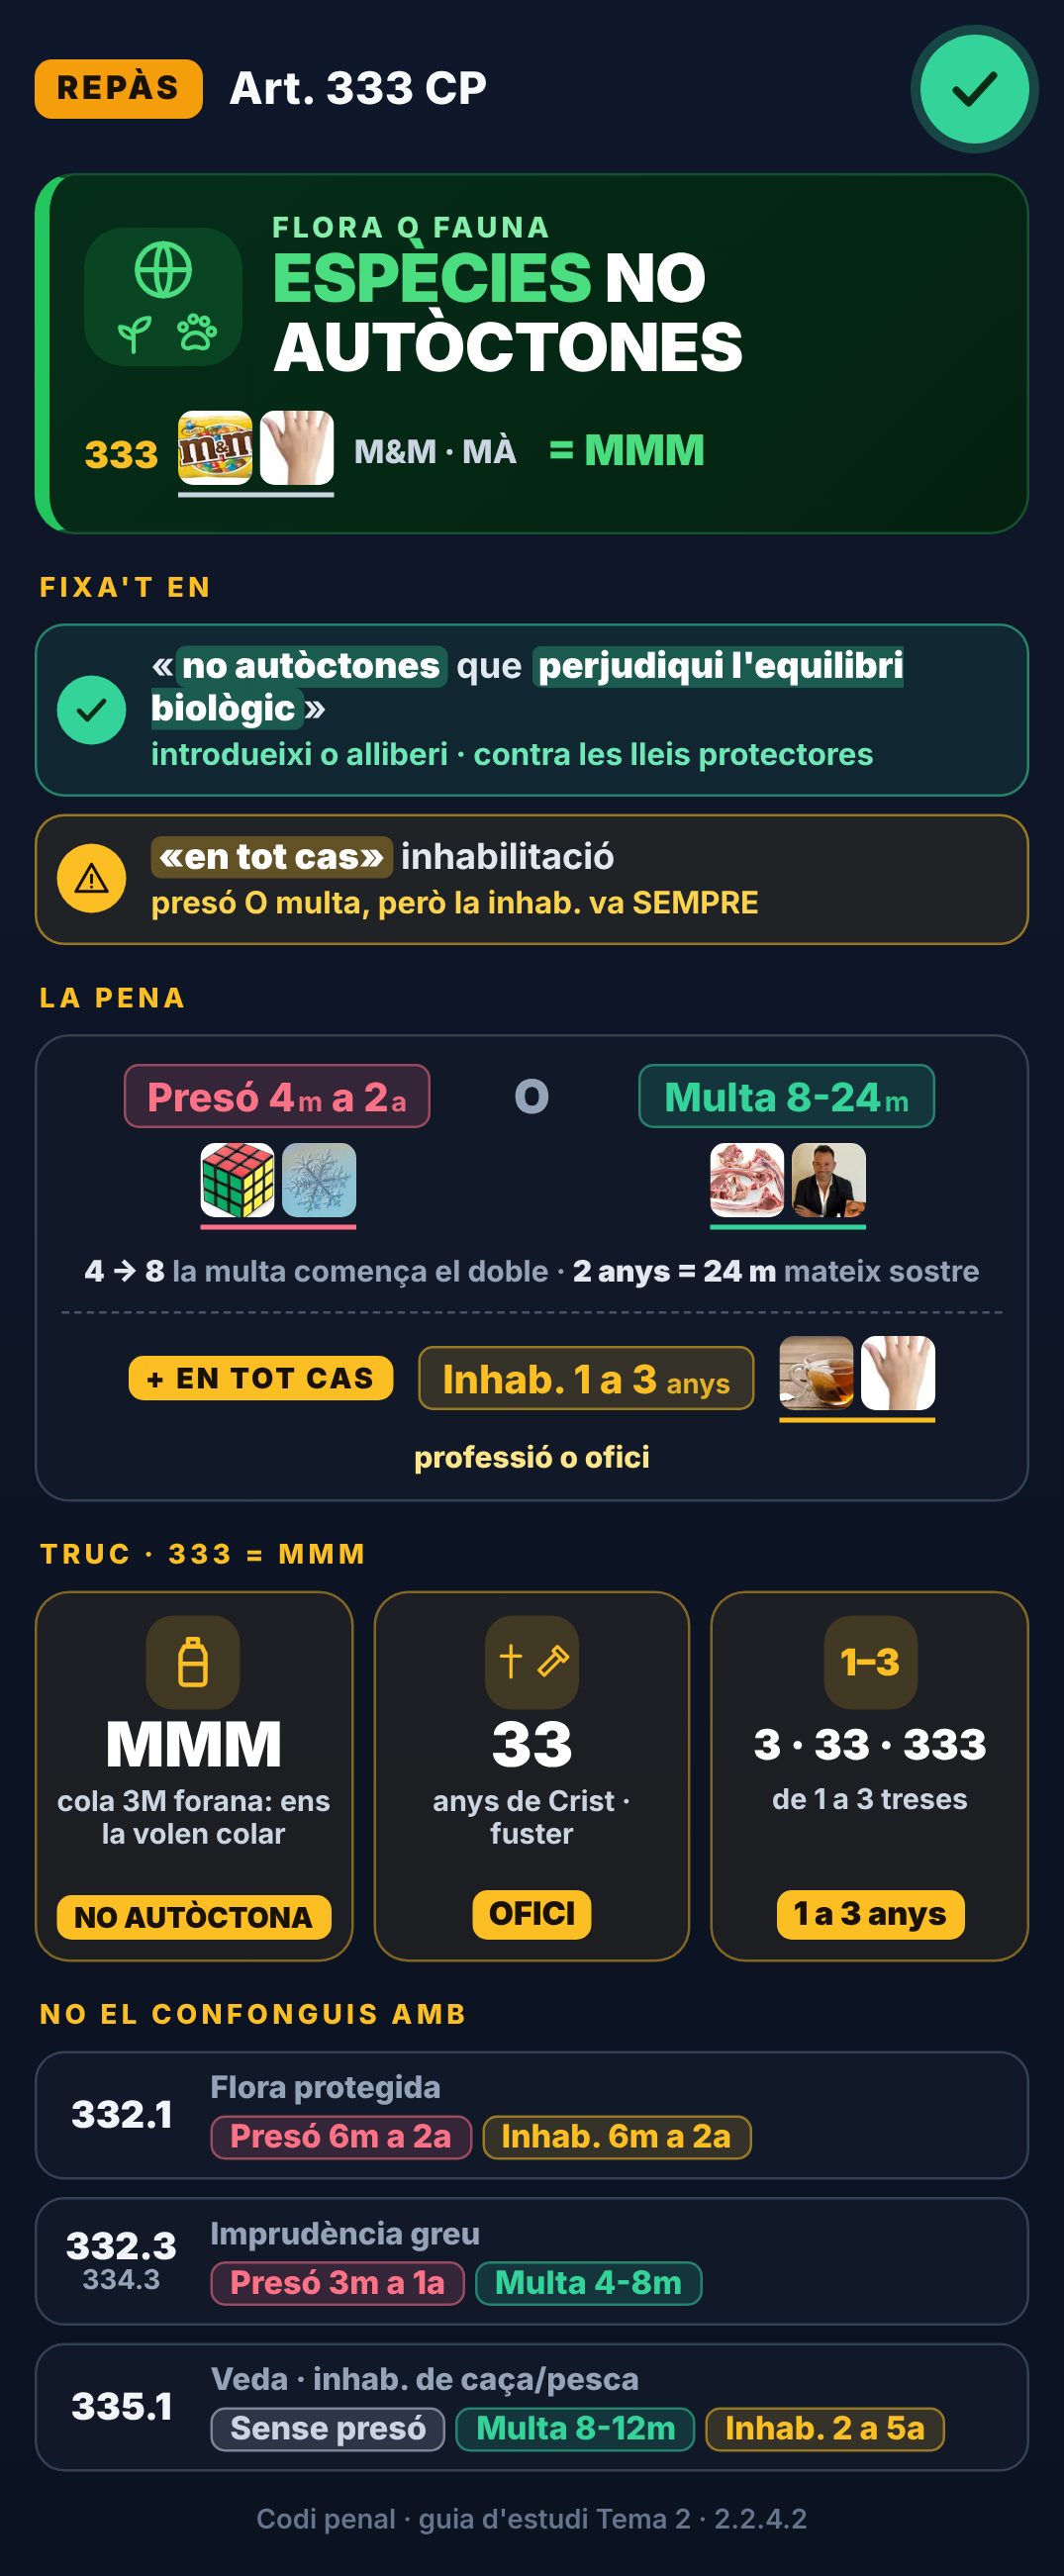 REPÀS
Art. 333 CP
FLORA O FAUNA
ESPÈCIES NO
AUTÒCTONES
333
m&m
M&M · MÀ
= MMM
FIXA'T EN
«no autòctones que perjudiqui l'equilibri
biològic»
introdueixi o alliberi · contra les lleis protectores
«en tot cas» inhabilitació
presó O multa, però la inhab. va SEMPRE
LA PENA
Presó 4m a 2a
O
Multa 8-24m
4 → 8 la multa comença el doble · 2 anys = 24 m mateix sostre
+ EN TOT CAS
Inhab. 1 a 3 anys
professió o ofici
TRUC · 333 = MMM
MMM
cola 3M forana: ens
la volen colar
NO AUTÒCTONA
33
anys de Crist ·
fuster
OFICI
1–3
3 · 33 · 333
de 1 a 3 treses
1 a 3 anys
NO EL CONFONGUIS AMB
332.1
Flora protegida
Presó 6m a 2a
Inhab. 6m a 2a
332.3
334.3
Imprudència greu
Presó 3m a 1a
Multa 4-8m
335.1
Veda · inhab. de caça/pesca
Sense presó
Multa 8-12m
Inhab. 2 a 5a
Codi penal · guia d'estudi Tema 2 · 2.2.4.2